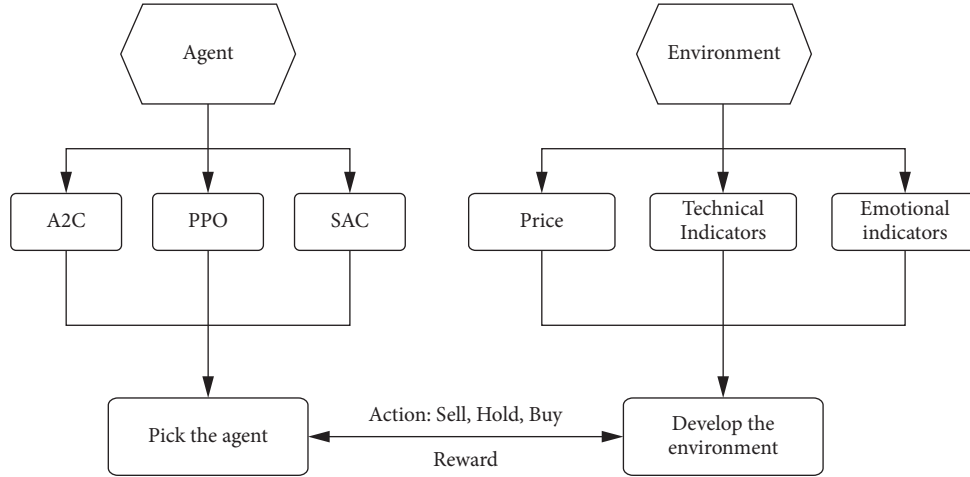 Agent
Environment
A2C
PPO
SAC
Price
Technical
Indicators
Emotional
indicators
Pick the agent
Action: Sell, Hold, Buy
Reward
Develop the
environment